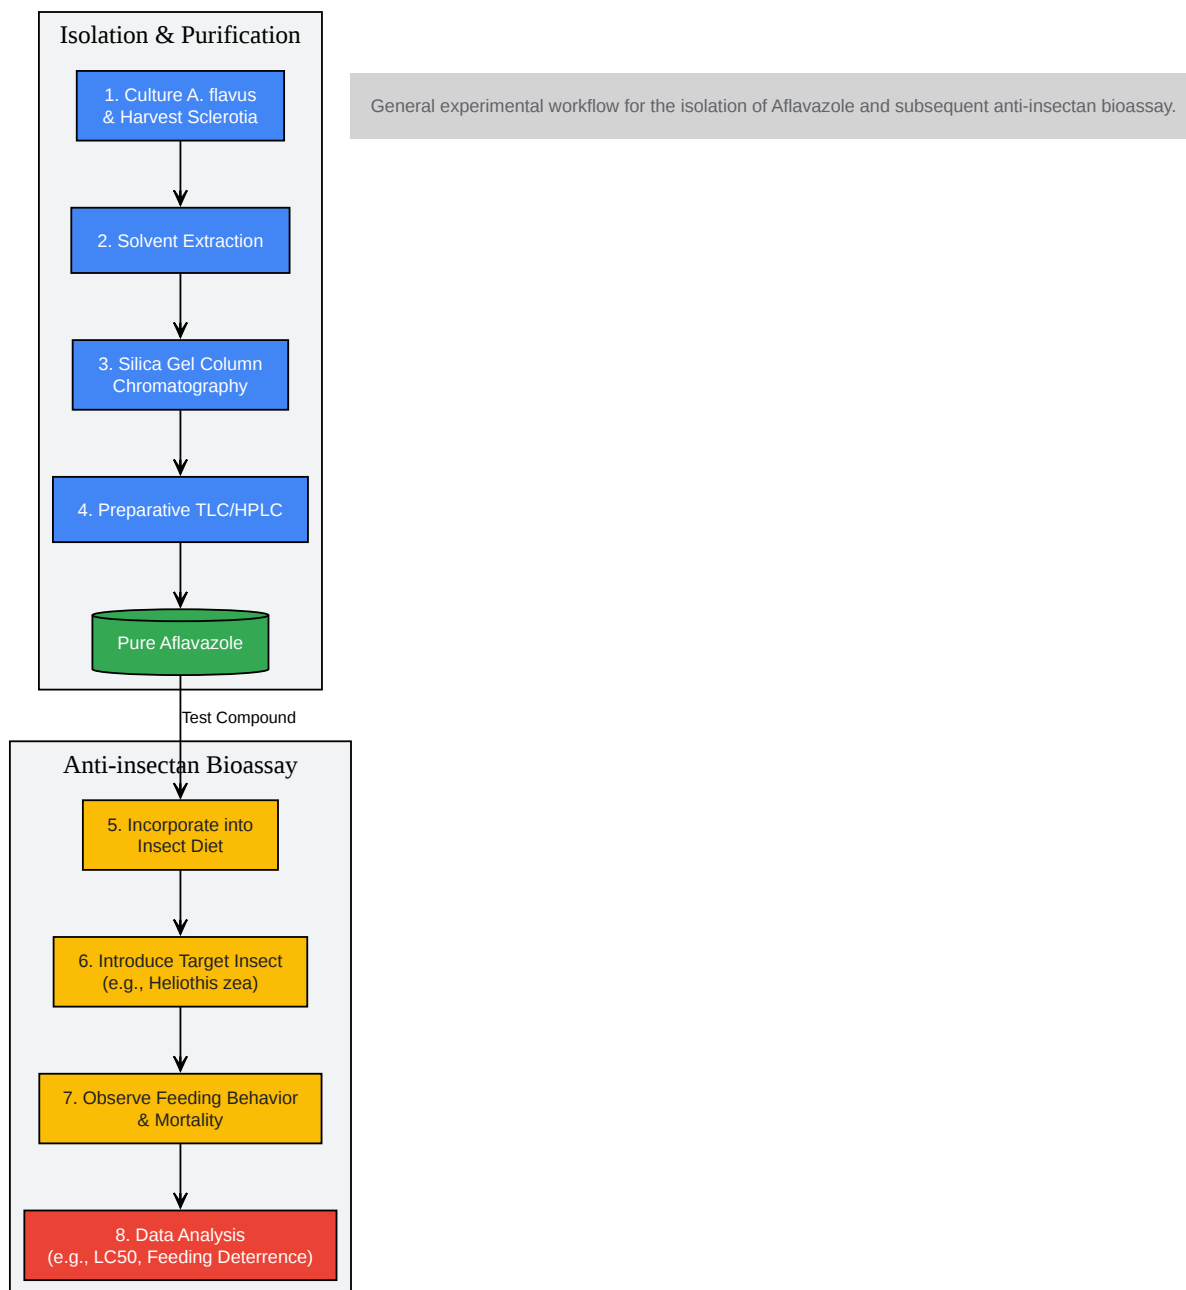 Isolation & Purification
1. Culture A. flavus
& Harvest Sclerotia
General experimental workflow for the isolation of Aflavazole and subsequent anti-insectan bioassay.
2. Solvent Extraction
3. Silica Gel Column
Chromatography
4. Preparative TLC/HPLC
Pure Aflavazole
Test Compound
Anti-insectan Bioassay
5. Incorporate into
Insect Diet
6. Introduce Target Insect
(e.g., Heliothis zea)
7. Observe Feeding Behavior
& Mortality
8. Data Analysis
(e.g., LC50, Feeding Deterrence)